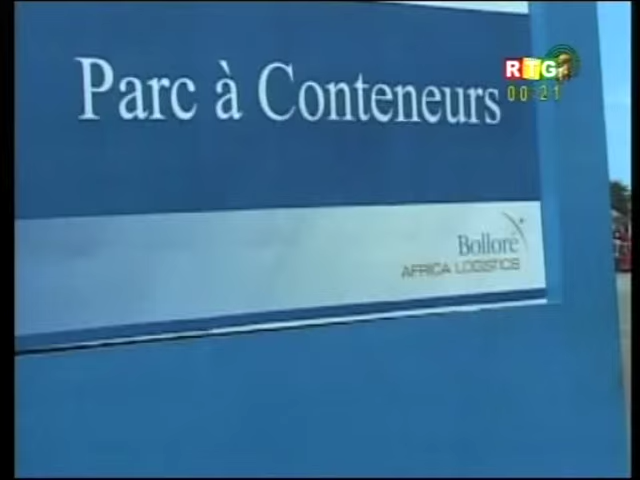 RTG
00:21
Parc à Conteneurs
Bolloré
AFRICA LOGISTICS